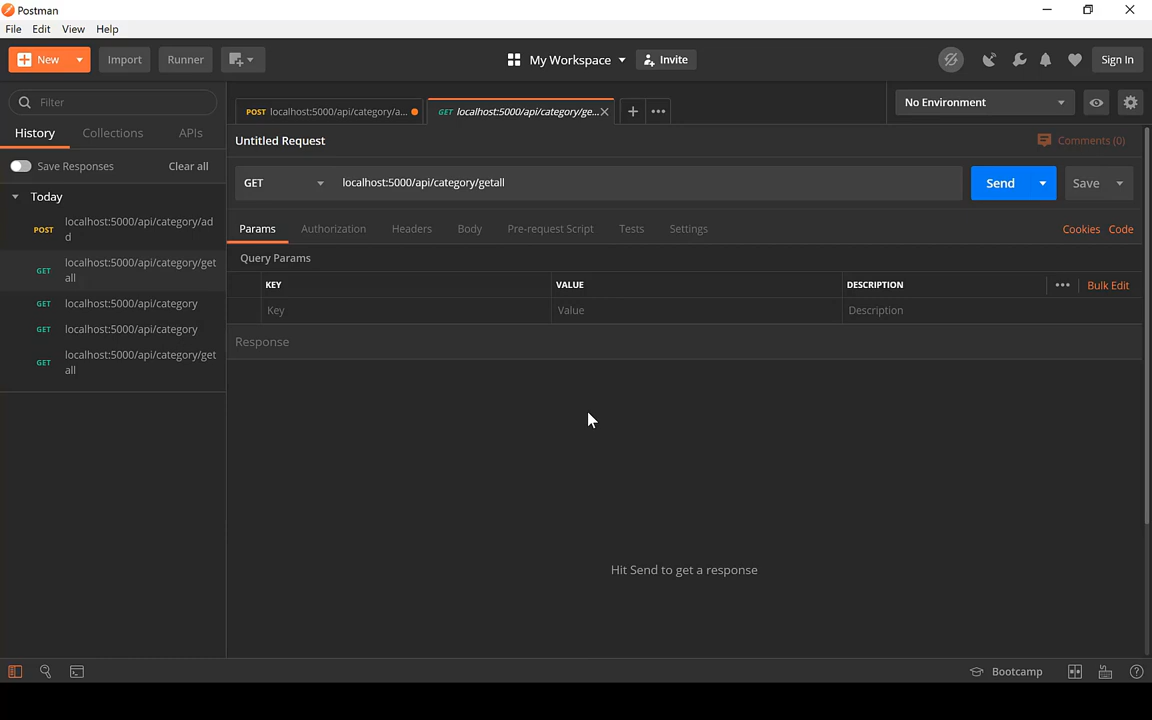 Postman
File Edit View Help
New Import Runner My Workspace Invite Sign In
Filter
History Collections APIs
Save Responses Clear all
Today
POST localhost:5000/api/category/ad
d
GET localhost:5000/api/category/get
all
GET localhost:5000/api/category
GET localhost:5000/api/category
GET localhost:5000/api/category/get
all
POST localhost:5000/api/category/a... GET localhost:5000/api/category/ge... No Environment
Untitled Request Comments (0)
GET localhost:5000/api/category/getall Send Save
Params Authorization Headers Body Pre-request Script Tests Settings Cookies Code
Query Params
KEY VALUE DESCRIPTION Bulk Edit
Key Value Description
Response
Hit Send to get a response
Bootcamp